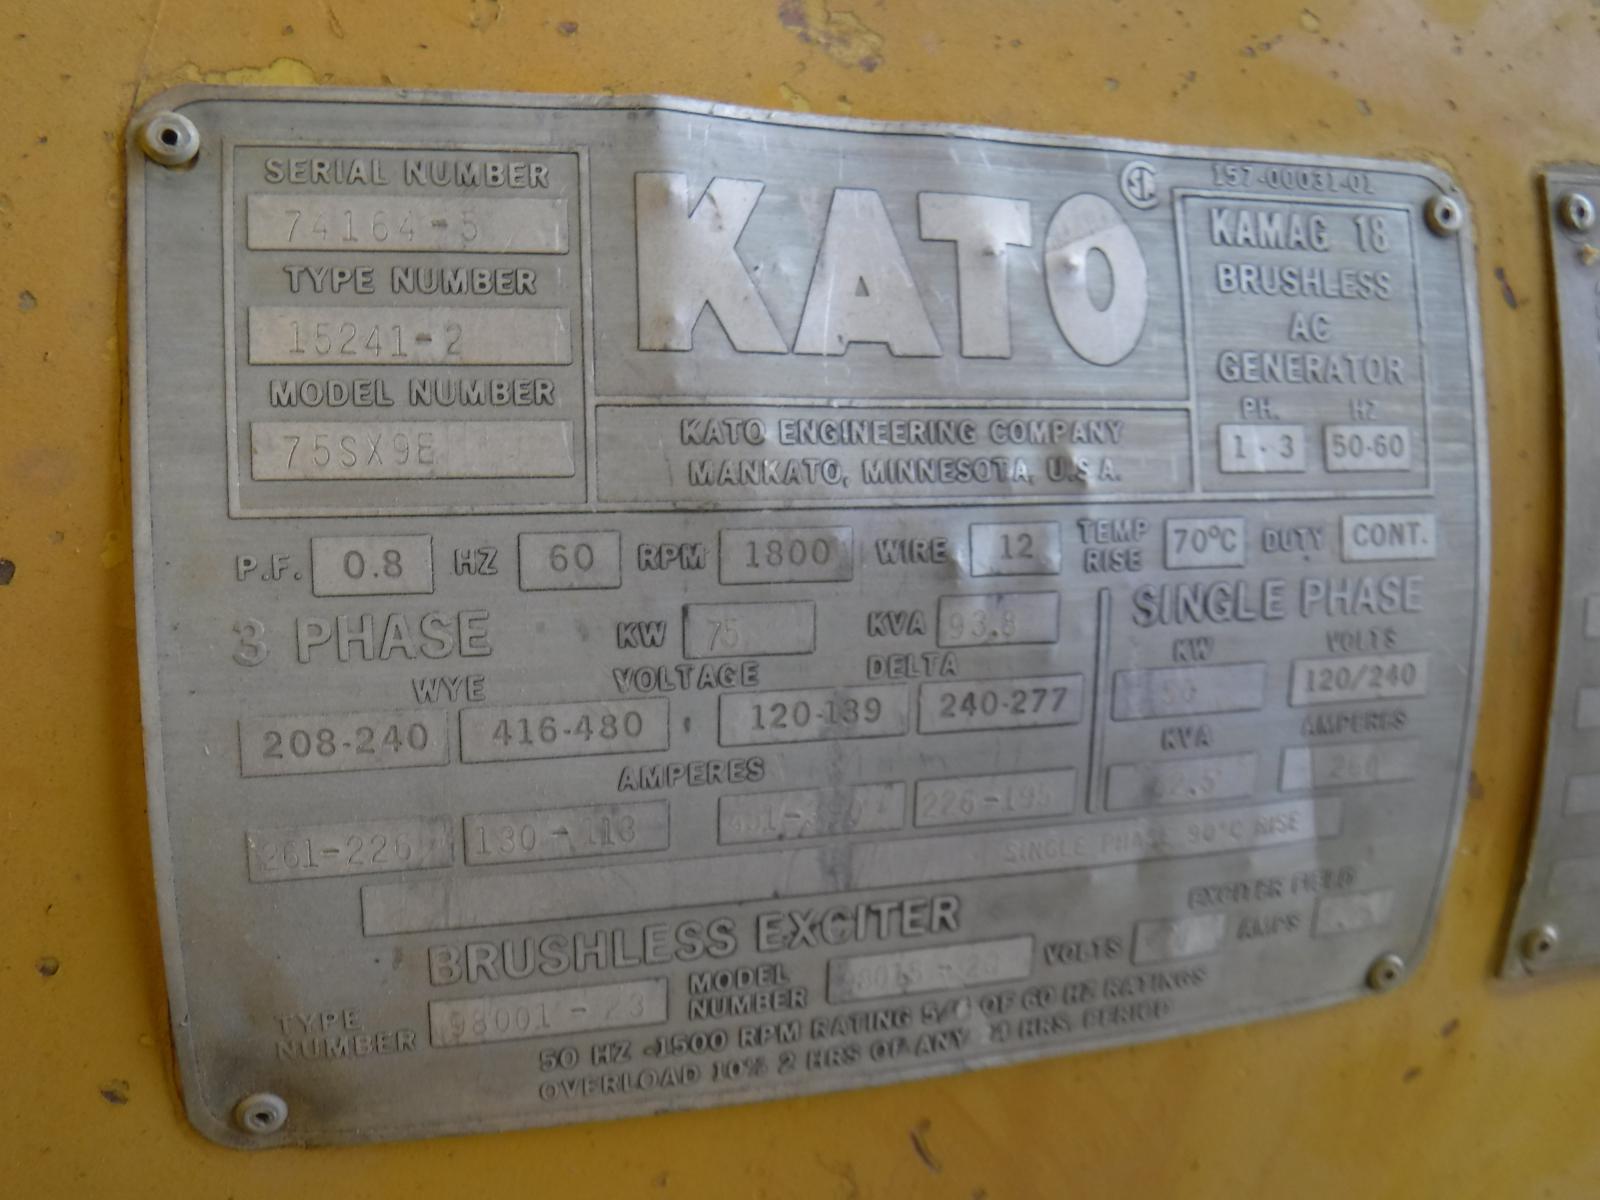 SERIAL NUMBER
74164-5
TYPE NUMBER
15241-2
MODEL NUMBER
75SX9E
KATO
KATO ENGINEERING COMPANY
MANKATO, MINNESOTA, U.S.A.
157-00031-01
KAMAG 18
BRUSHLESS
AC
GENERATOR
PH. HZ
1·3 50-60
P.F. 0.8 HZ 60 RPM 1800 WIRE 12 TEMP RISE 70°C DUTY CONT.
3 PHASE KW 75 KVA 93.8
WYE VOLTAGE DELTA
208-240 416-480 120-139 240-277
AMPERES
261-226 130-113 226-195
SINGLE PHASE
KW VOLTS
120/240
KVA AMPERES
260
SINGLE PHASE 90°C RISE
BRUSHLESS EXCITER
EXCITER FIELD
TYPE NUMBER 98001-23 MODEL NUMBER VOLTS AMPS
50 HZ -1500 RPM RATING 5/6 OF 60 HZ RATINGS
OVERLOAD 10% 2 HRS OF ANY HRS. PERIOD